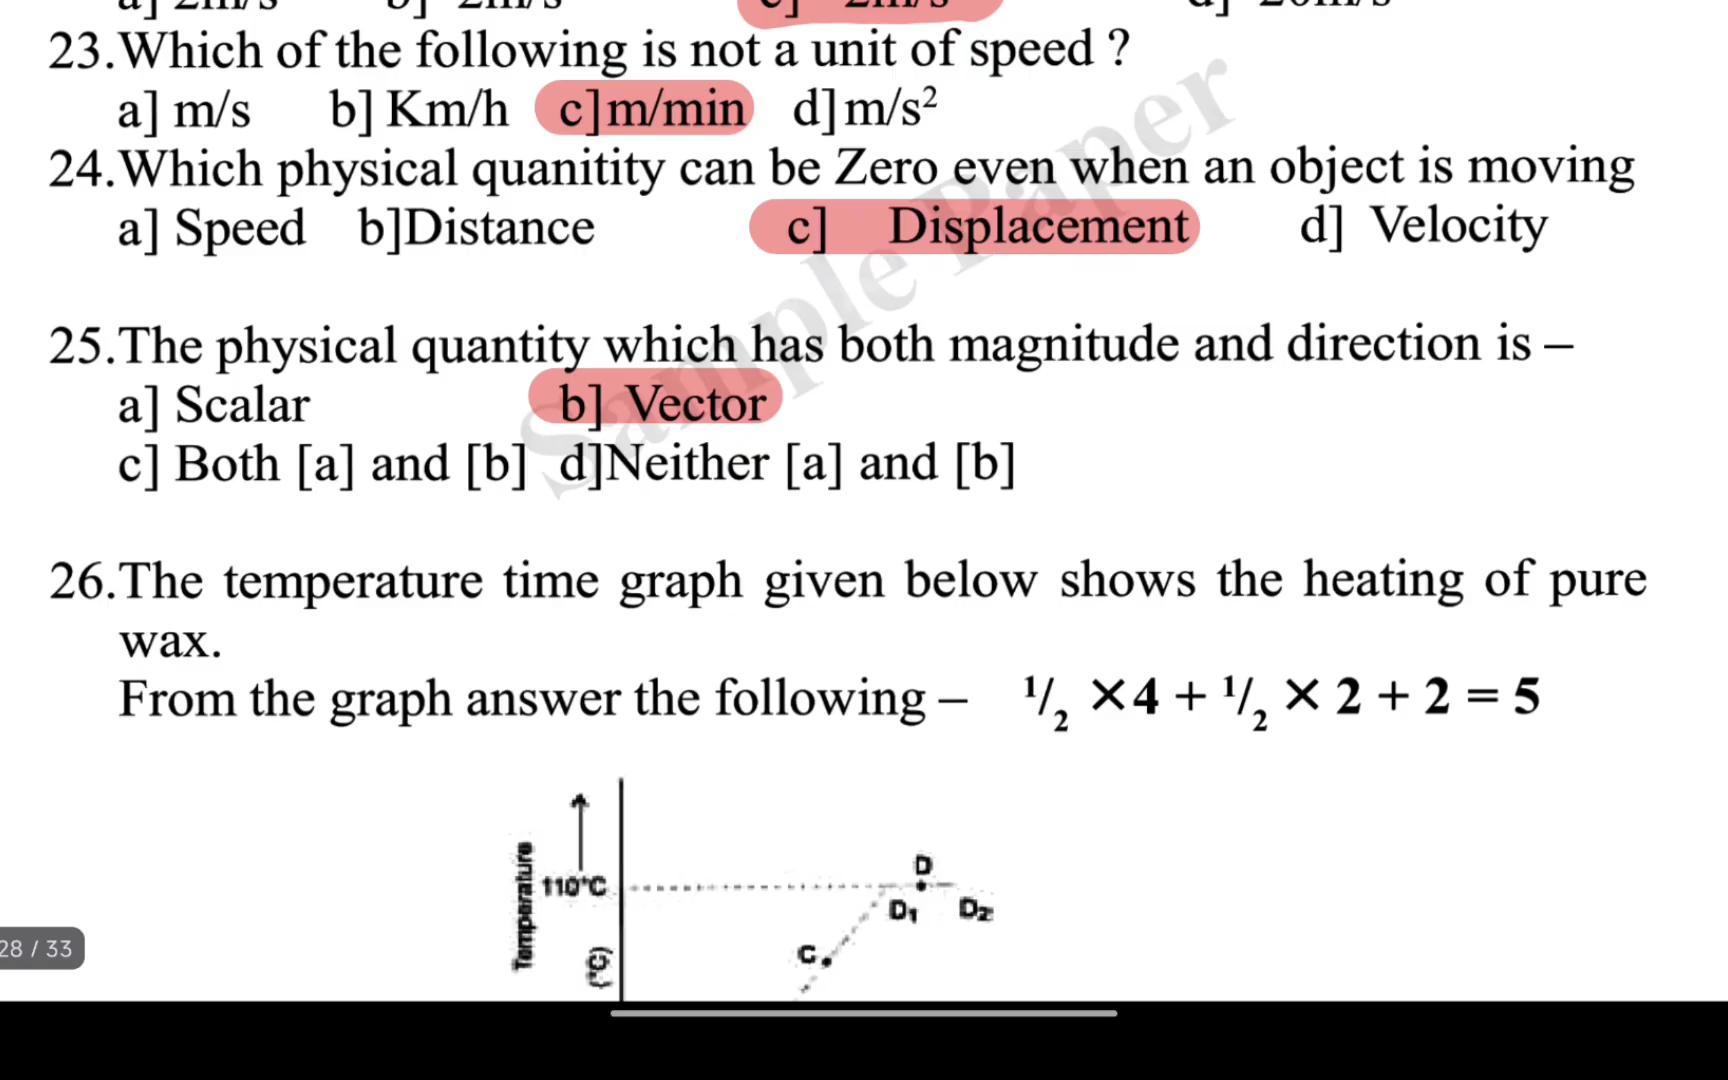 23.Which of the following is not a unit of speed ?
a] m/s b] Km/h c]m/min d]m/s²
24.Which physical quanitity can be Zero even when an object is moving
a] Speed b]Distance c] Displacement d] Velocity
Sample Paper
25.The physical quantity which has both magnitude and direction is –
a] Scalar b] Vector
c] Both [a] and [b] d]Neither [a] and [b]
26.The temperature time graph given below shows the heating of pure
wax.
From the graph answer the following – ¹/₂ ×4 + ¹/₂ × 2 + 2 = 5
Temperature
(°C)
110°C
D
D₁ D₂
C
28 / 33